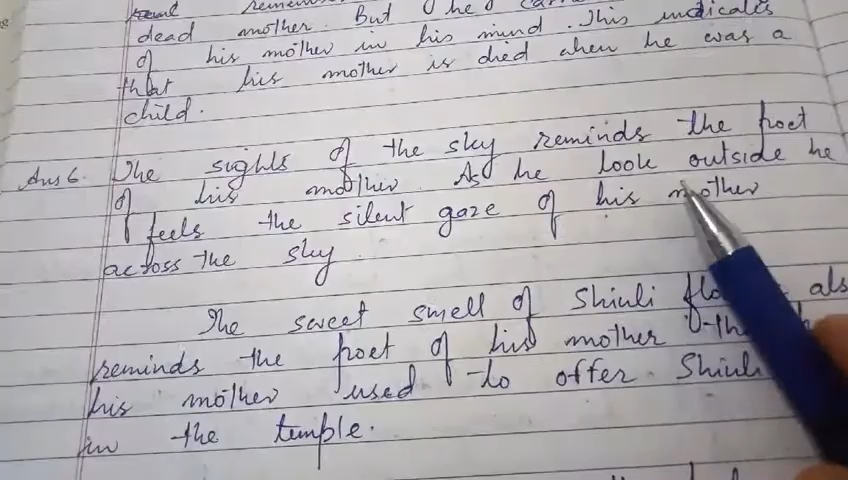 remem
dead mother. But he
of his mother in his mind. This indicates
that his mother is died when he was a
child.
Ans 6. The sights of the sky reminds the poet
of his mother. As he look outside he
feels the silent gaze of his mother
across the sky.
The sweet smell of Shiuli als
reminds the poet of his mother
his mother used to offer Shiuli
in the temple.